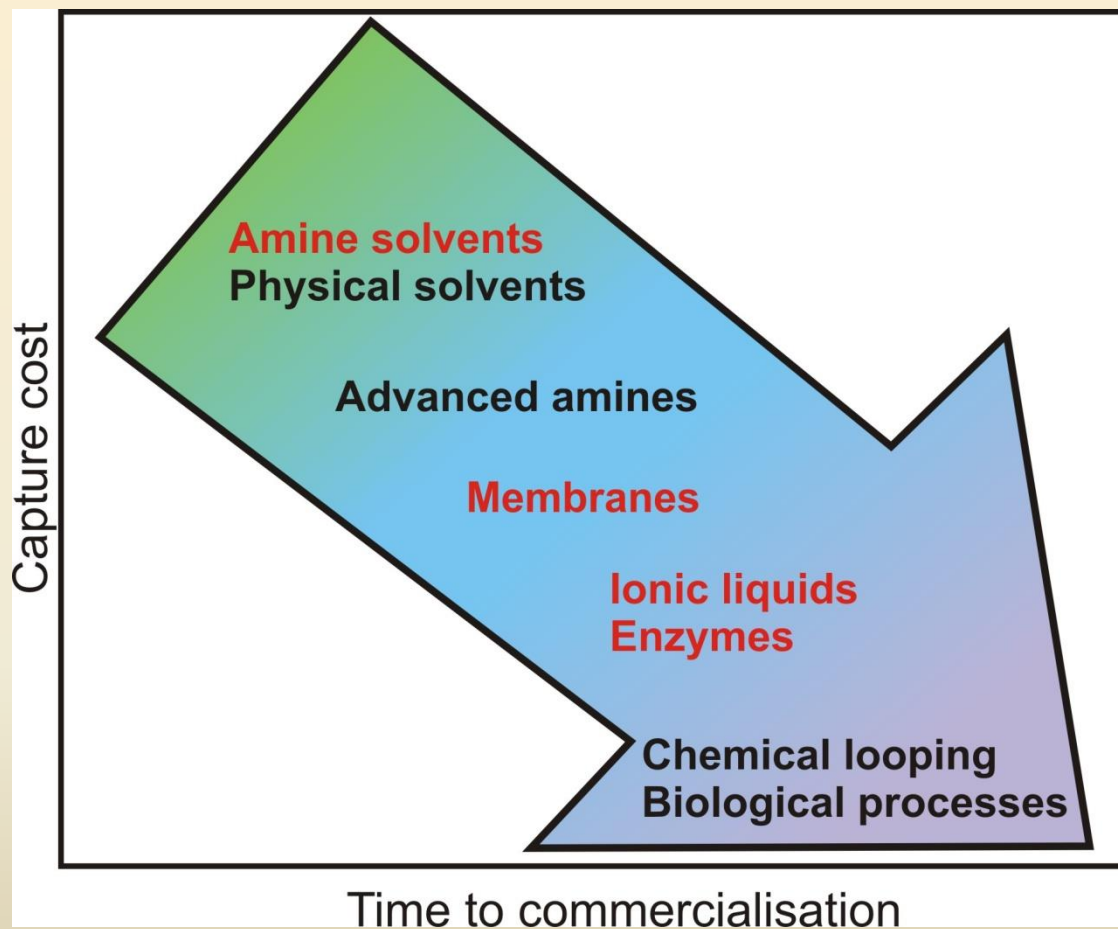 Capture cost
Amine solvents
Physical solvents
Advanced amines
Membranes
Ionic liquids
Enzymes
Chemical looping
Biological processes
Time to commercialisation